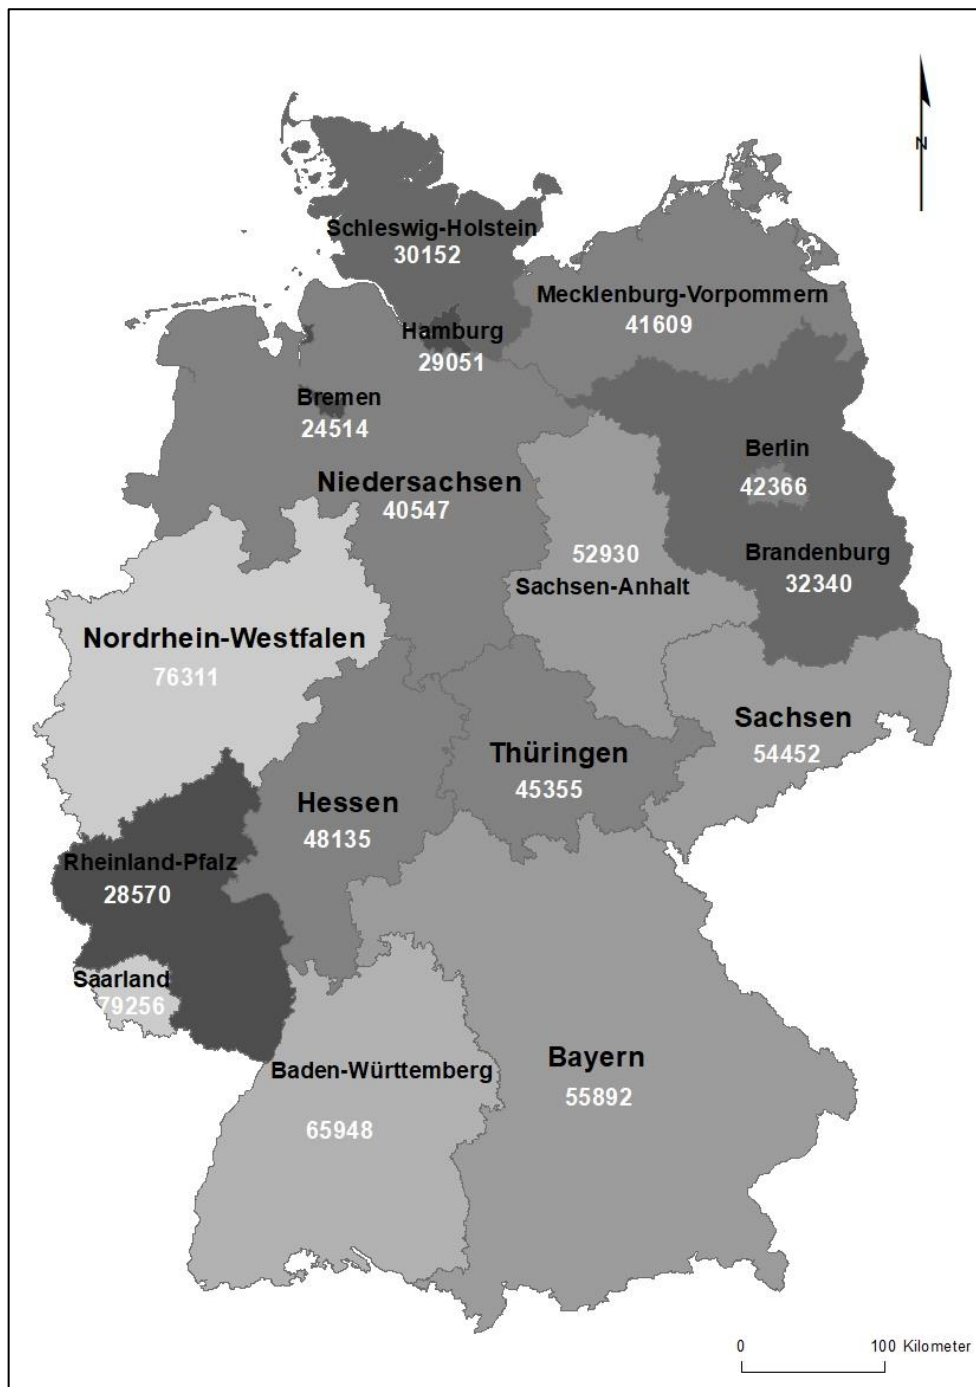 N
Schleswig-Holstein
30152
Mecklenburg-Vorpommern
41609
Hamburg
29051
Bremen
24514
Berlin
42366
Niedersachsen
40547
Brandenburg
32340
52930
Sachsen-Anhalt
Nordrhein-Westfalen
76311
Sachsen
54452
Thüringen
45355
Hessen
48135
Rheinland-Pfalz
28570
Saarland
79256
Bayern
55892
Baden-Württemberg
65948
0 100 Kilometer